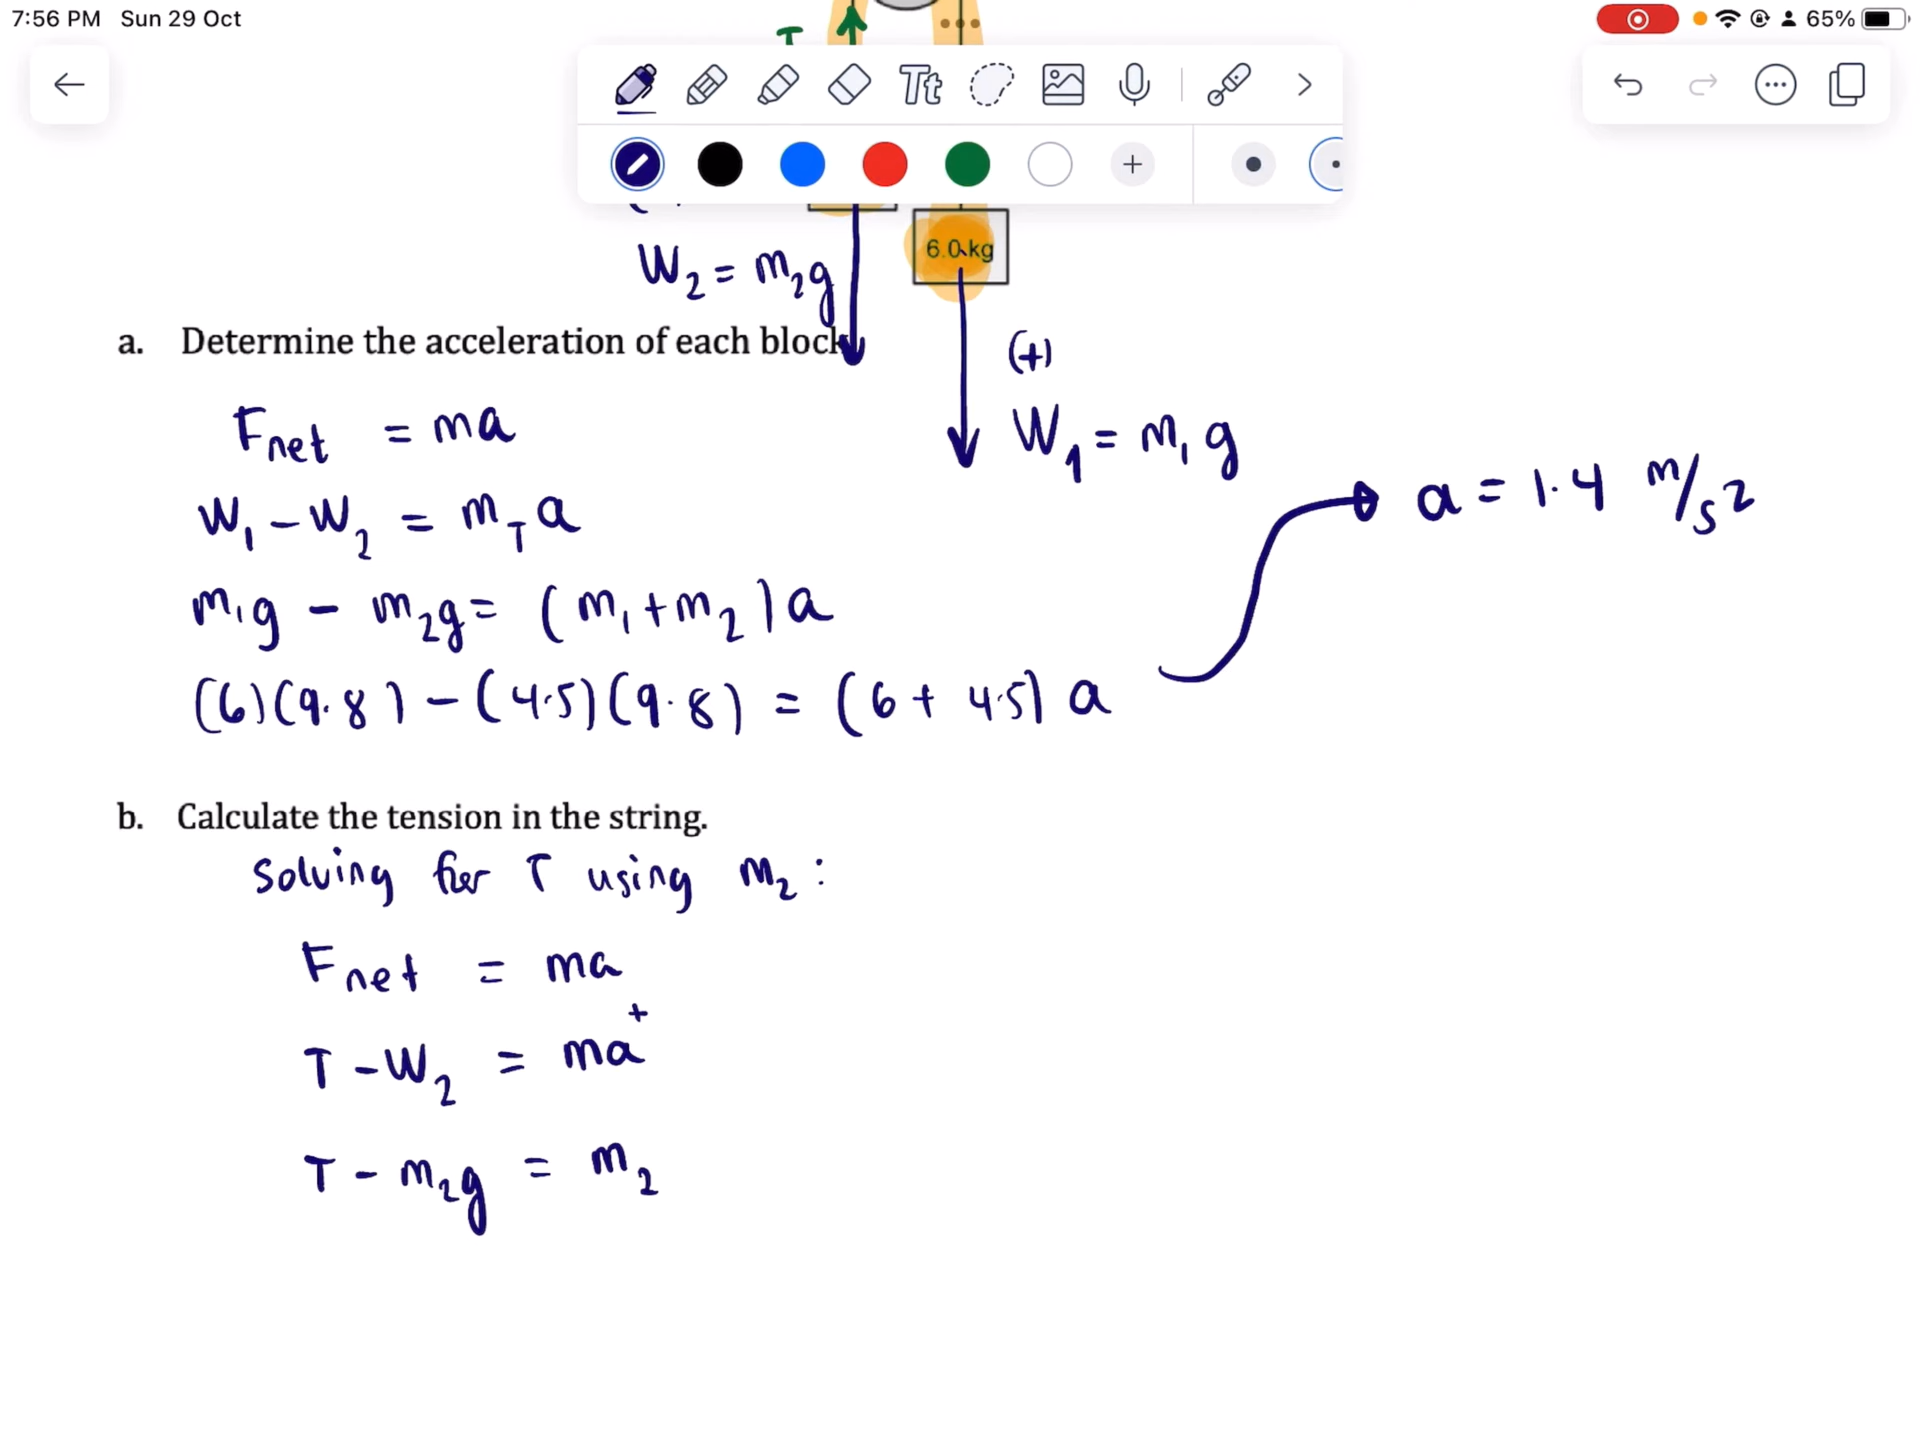 7:56 PM Sun 29 Oct
65%
T
Tt
6.0 kg
W₂ = m₂g
a. Determine the acceleration of each block
(+)
W₁ = m₁g
Fnet = ma
W₁ - W₂ = mT a
a = 1.4 m/s²
m₁g - m₂g = (m₁ + m₂)a
(6)(9.8) - (4.5)(9.8) = (6 + 4.5) a
b. Calculate the tension in the string.
Solving for T using m₂:
Fnet = ma
T - W₂ = ma⁺
T - m₂g = m₂